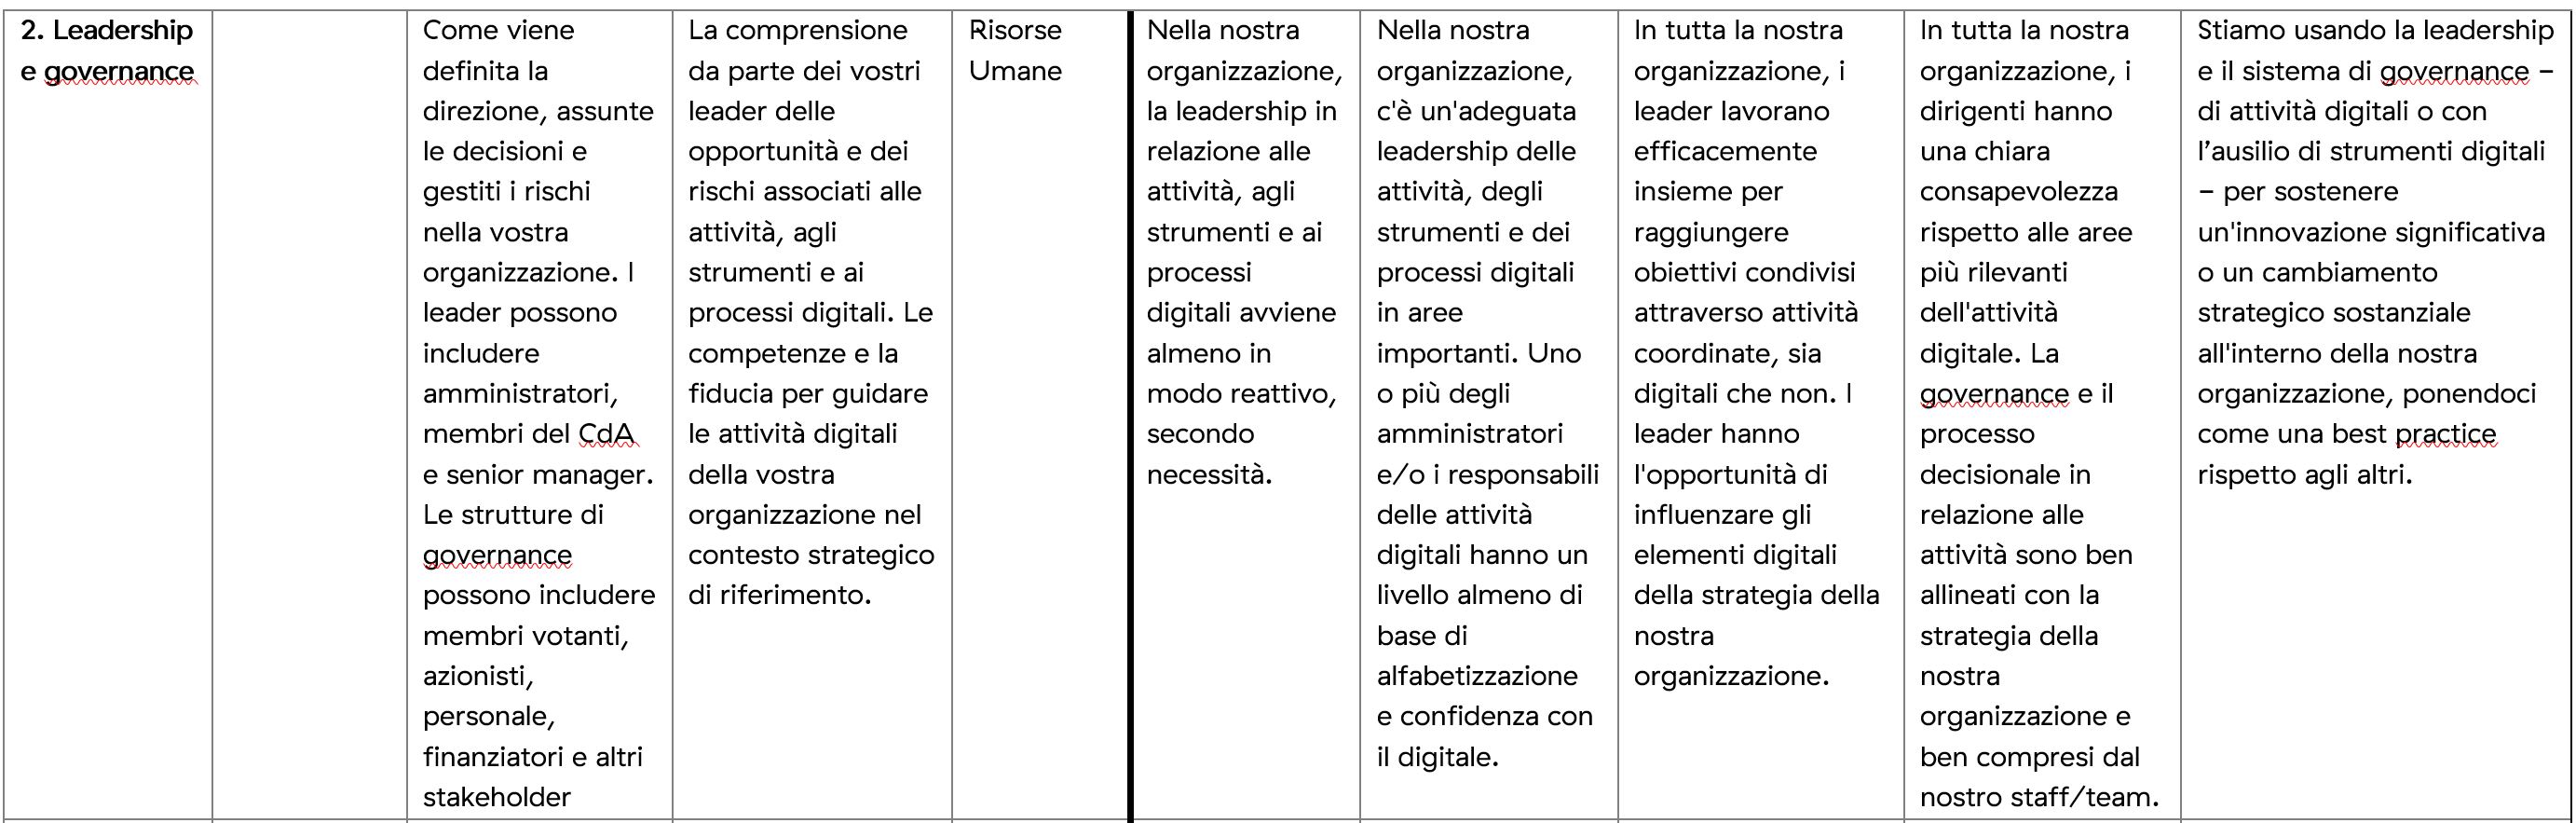 2. Leadership
e governance
Come viene
definita la
direzione, assunte
le decisioni e
gestiti i rischi
nella vostra
organizzazione. I
leader possono
includere
amministratori,
membri del CdA
e senior manager.
Le strutture di
governance
possono includere
membri votanti,
azionisti,
personale,
finanziatori e altri
stakeholder
La comprensione
da parte dei vostri
leader delle
opportunità e dei
rischi associati alle
attività, agli
strumenti e ai
processi digitali. Le
competenze e la
fiducia per guidare
le attività digitali
della vostra
organizzazione nel
contesto strategico
di riferimento.
Risorse
Umane
Nella nostra
organizzazione,
la leadership in
relazione alle
attività, agli
strumenti e ai
processi
digitali avviene
almeno in
modo reattivo,
secondo
necessità.
Nella nostra
organizzazione,
c'è un'adeguata
leadership delle
attività, degli
strumenti e dei
processi digitali
in aree
importanti. Uno
o più degli
amministratori
e/o i responsabili
delle attività
digitali hanno un
livello almeno di
base di
alfabetizzazione
e confidenza con
il digitale.
In tutta la nostra
organizzazione, i
leader lavorano
efficacemente
insieme per
raggiungere
obiettivi condivisi
attraverso attività
coordinate, sia
digitali che non. I
leader hanno
l'opportunità di
influenzare gli
elementi digitali
della strategia della
nostra
organizzazione.
In tutta la nostra
organizzazione, i
dirigenti hanno
una chiara
consapevolezza
rispetto alle aree
più rilevanti
dell'attività
digitale. La
governance e il
processo
decisionale in
relazione alle
attività sono ben
allineati con la
strategia della
nostra
organizzazione e
ben compresi dal
nostro staff/team.
Stiamo usando la leadership
e il sistema di governance –
di attività digitali o con
l’ausilio di strumenti digitali
– per sostenere
un'innovazione significativa
o un cambiamento
strategico sostanziale
all'interno della nostra
organizzazione, ponendoci
come una best practice
rispetto agli altri.